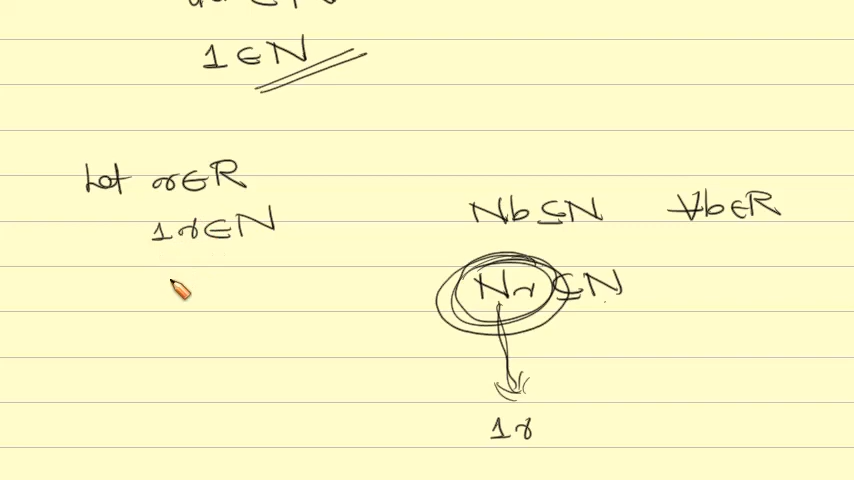 1 ∈ N
Let r ∈ R
1r ∈ N
Nb ⊆ N ∀b ∈ R
Nr ⊆ N
1r